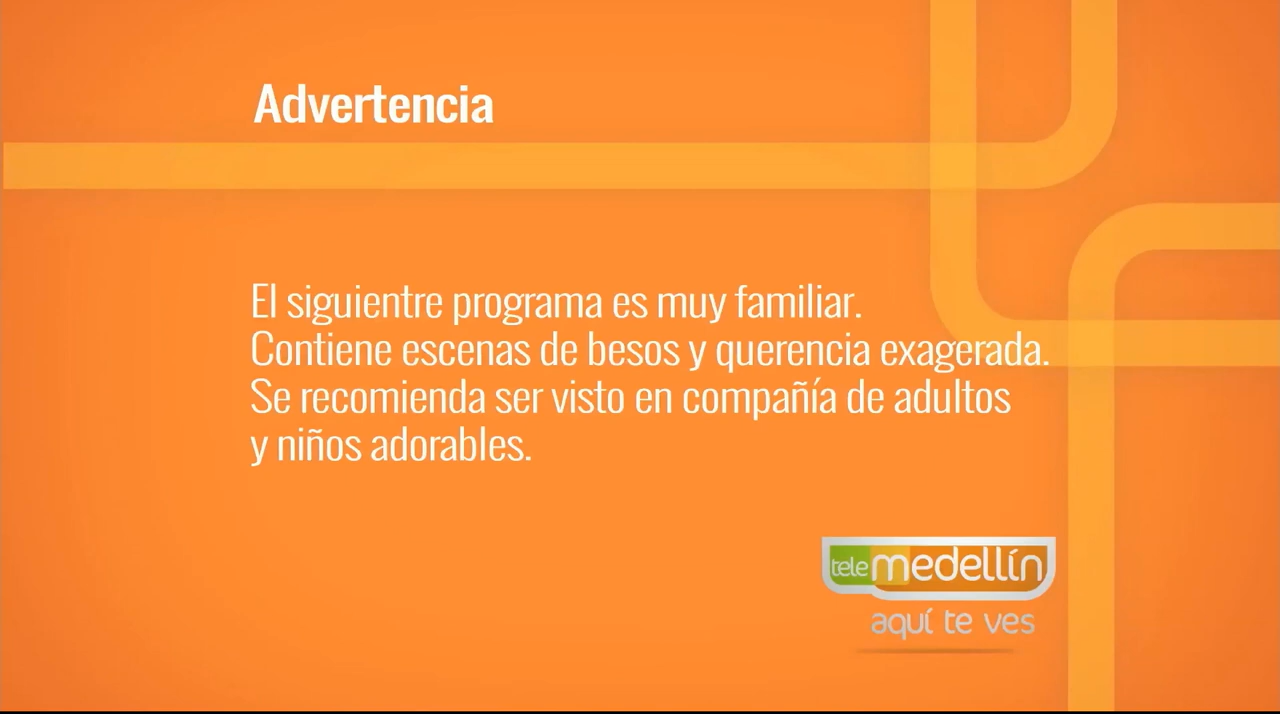 Advertencia
El siguientre programa es muy familiar.
Contiene escenas de besos y querencia exagerada.
Se recomienda ser visto en compañía de adultos
y niños adorables.
tele medellín
aquí te ves